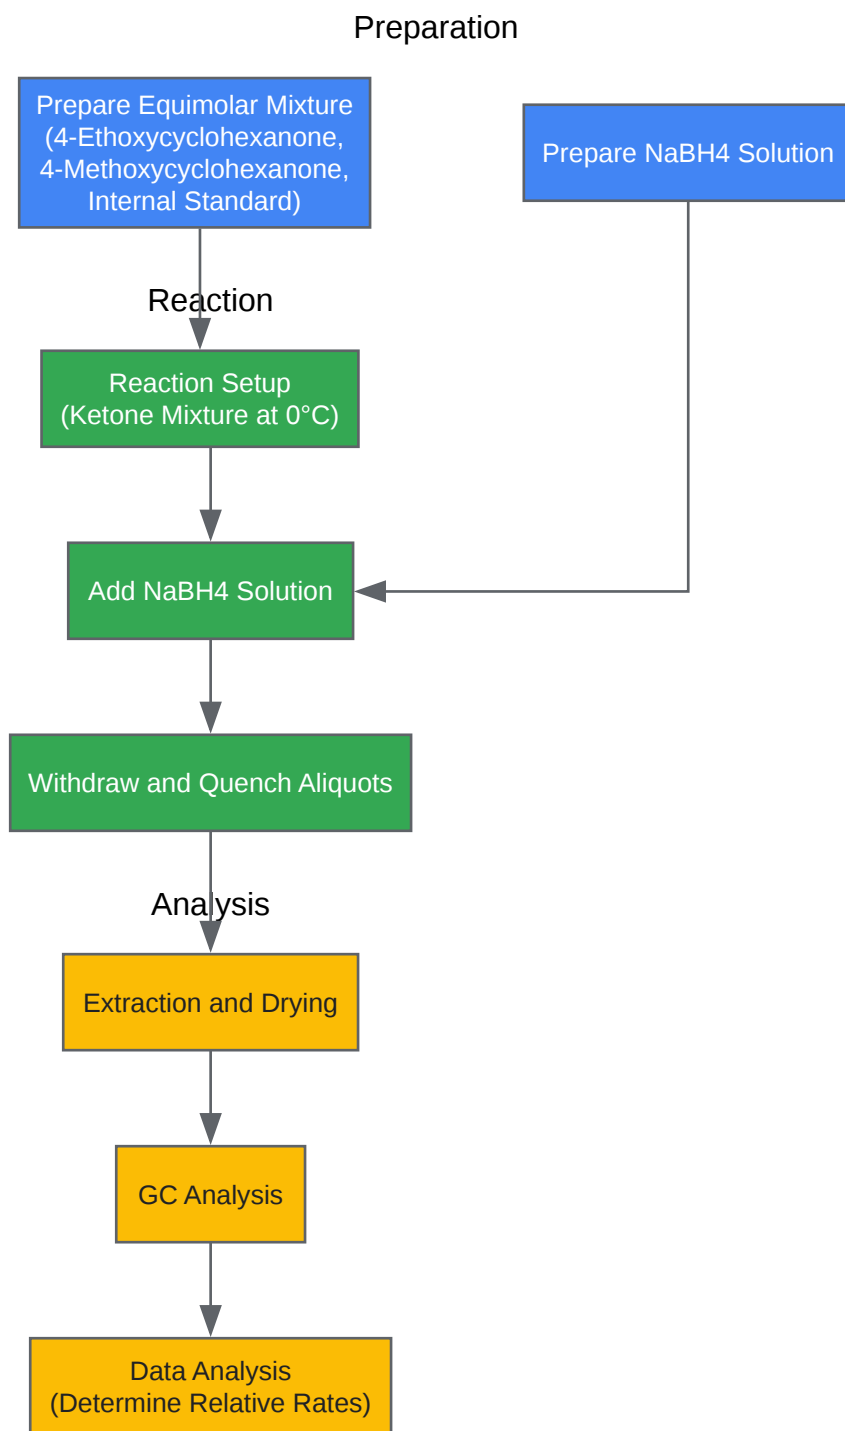 Preparation
Prepare Equimolar Mixture
(4-Ethoxycyclohexanone,
4-Methoxycyclohexanone,
Internal Standard)
Prepare NaBH4 Solution
Reaction
Reaction Setup
(Ketone Mixture at 0°C)
Add NaBH4 Solution
Withdraw and Quench Aliquots
Analysis
Extraction and Drying
GC Analysis
Data Analysis
(Determine Relative Rates)